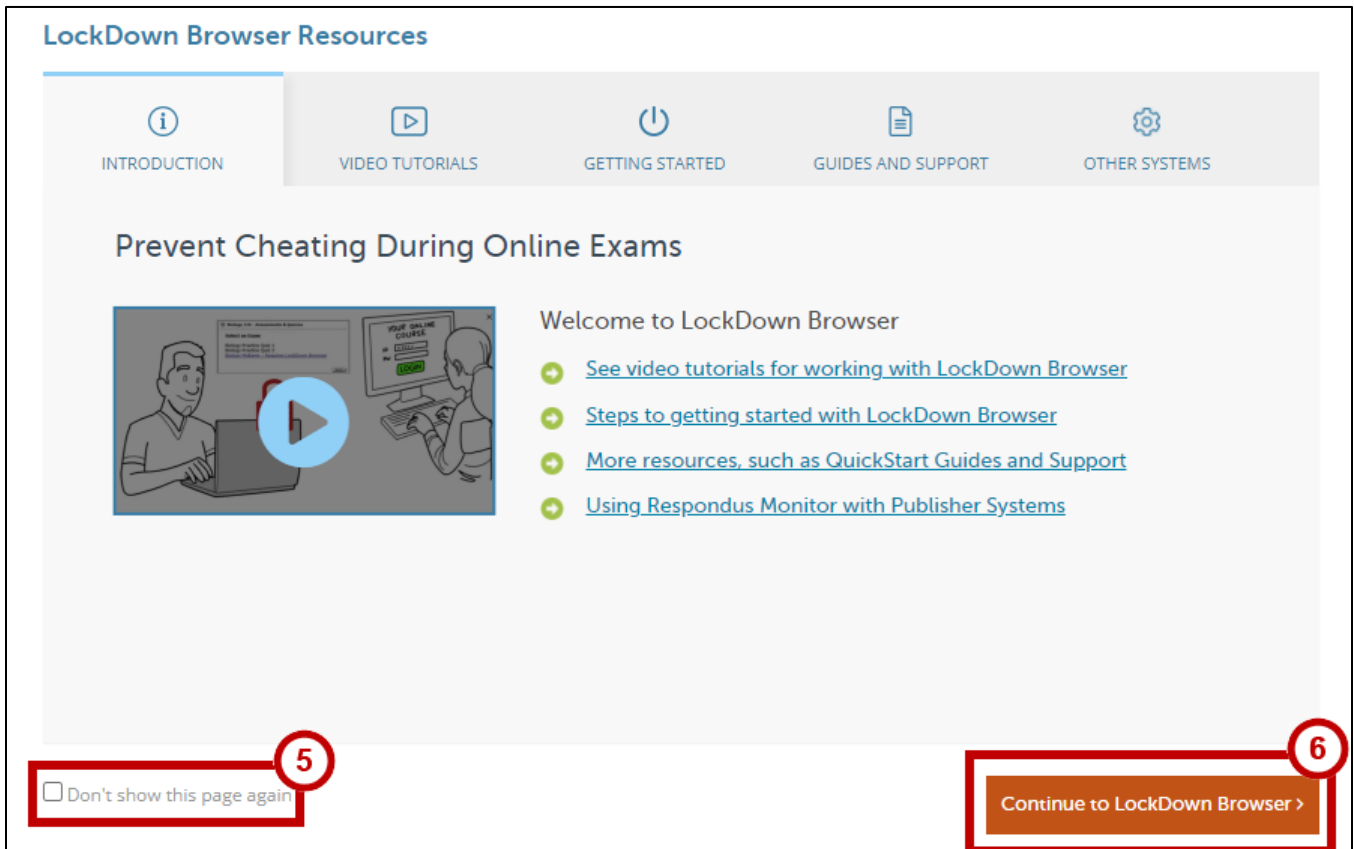 LockDown Browser Resources
INTRODUCTION
VIDEO TUTORIALS
GETTING STARTED
GUIDES AND SUPPORT
OTHER SYSTEMS
Prevent Cheating During Online Exams
YOUR ONLINE
COURSE
LOGIN
Welcome to LockDown Browser
See video tutorials for working with LockDown Browser
Steps to getting started with LockDown Browser
More resources, such as QuickStart Guides and Support
Using Respondus Monitor with Publisher Systems
5
Don't show this page again
6
Continue to LockDown Browser >